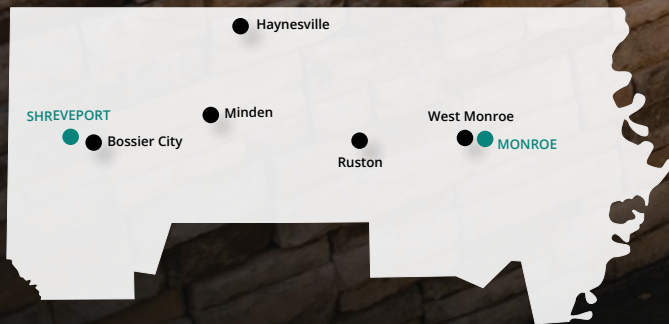 Haynesville
SHREVEPORT
Minden
Bossier City
West Monroe
MONROE
Ruston